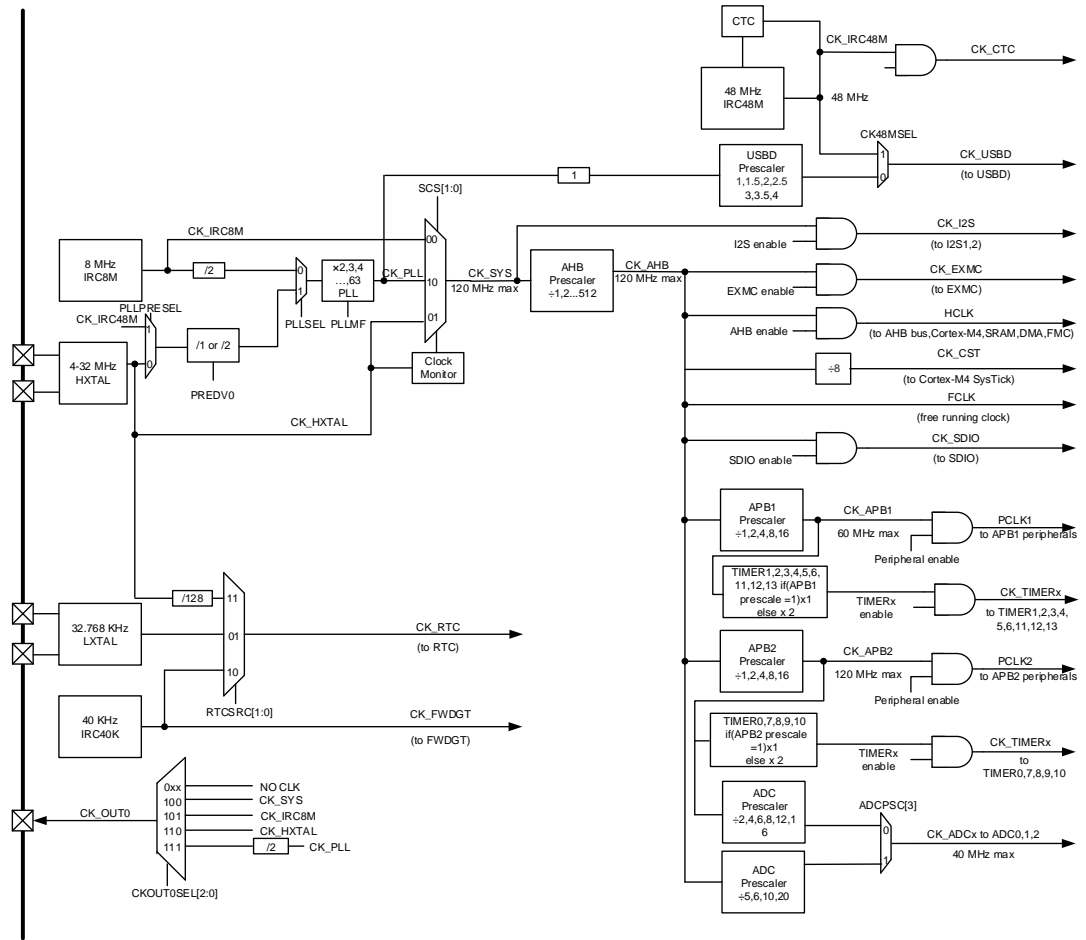 CTC
CK_IRC48M
CK_CTC
48 MHz
IRC48M
48 MHz
CK48MSEL
1
0
CK_USBD
(to USBD)
USBD
Prescaler
1,1.5,2,2.5
3,3.5,4
1
SCS[1:0]
CK_IRC8M
00
10
01
8 MHz
IRC8M
/2
0
1
×2,3,4
…,63
PLL
CK_PLL
CK_SYS
120 MHz max
AHB
Prescaler
÷1,2...512
CK_AHB
120 MHz max
I2S enable
CK_I2S
(to I2S1,2)
EXMC enable
CK_EXMC
(to EXMC)
PLLPRESEL
CK_IRC48M
1
0
PLLSEL
PLLMF
AHB enable
HCLK
(to AHB bus,Cortex-M4,SRAM,DMA,FMC)
4-32 MHz
HXTAL
/1 or /2
PREDV0
Clock
Monitor
÷8
CK_CST
(to Cortex-M4 SysTick)
FCLK
(free running clock)
CK_HXTAL
SDIO enable
CK_SDIO
(to SDIO)
APB1
Prescaler
÷1,2,4,8,16
CK_APB1
60 MHz max
Peripheral enable
PCLK1
to APB1 peripherals
TIMER1,2,3,4,5,6,
11,12,13 if(APB1
prescale =1)x1
else x 2
TIMERx
enable
CK_TIMERx
to TIMER1,2,3,4,
5,6,11,12,13
/128
11
01
10
32.768 KHz
LXTAL
CK_RTC
(to RTC)
APB2
Prescaler
÷1,2,4,8,16
CK_APB2
120 MHz max
Peripheral enable
PCLK2
to APB2 peripherals
RTCSRC[1:0]
40 KHz
IRC40K
CK_FWDGT
(to FWDGT)
TIMER0,7,8,9,10
if(APB2 prescale
=1)x1
else x 2
TIMERx
enable
CK_TIMERx
to
TIMER0,7,8,9,10
CK_OUT0
0xx
100
101
110
111
NO CLK
CK_SYS
CK_IRC8M
CK_HXTAL
/2
CK_PLL
CKOUT0SEL[2:0]
ADC
Prescaler
÷2,4,6,8,12,1
6
ADCPSC[3]
0
1
CK_ADCx to ADC0,1,2
40 MHz max
ADC
Prescaler
÷5,6,10,20